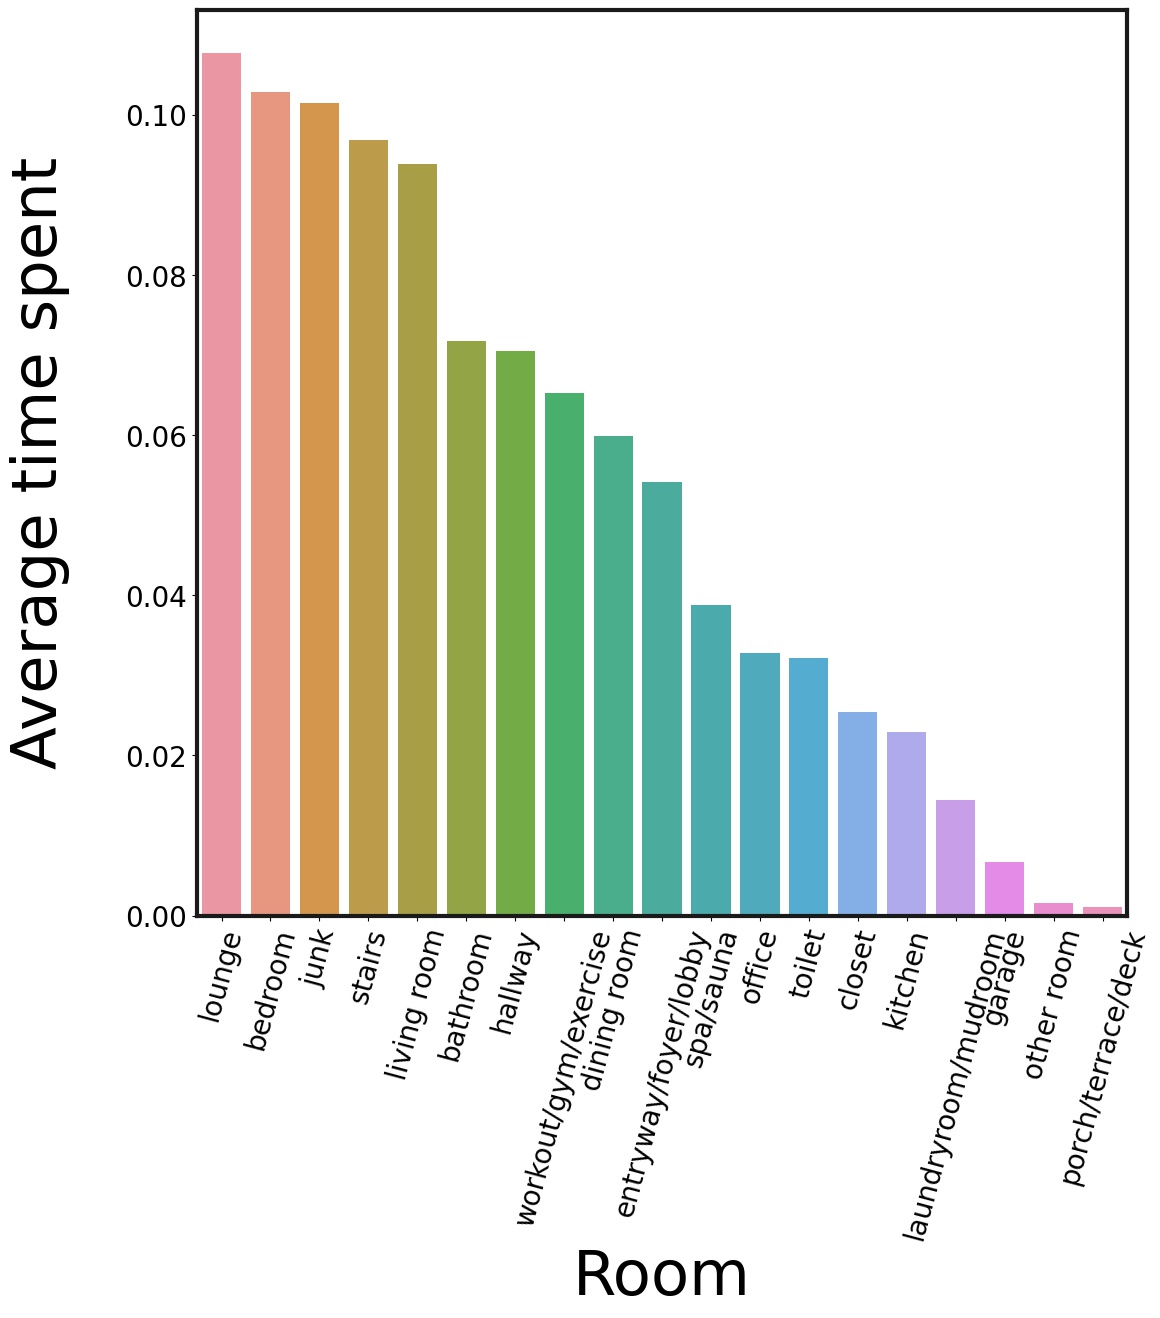 Average time spent
0.10
0.08
0.06
0.04
0.02
0.00
lounge
bedroom
junk
stairs
living room
bathroom
hallway
workout/gym/exercise
dining room
entryway/foyer/lobby
spa/sauna
office
toilet
closet
kitchen
laundryroom/mudroom
garage
other room
porch/terrace/deck
Room